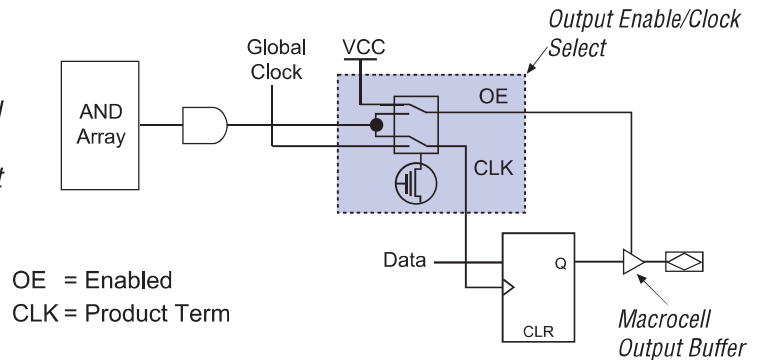 Output Enable/Clock
Select
Global
Clock
VCC
AND
Array
OE
CLK
Data
Q
CLR
OE = Enabled
CLK = Product Term
Macrocell
Output Buffer